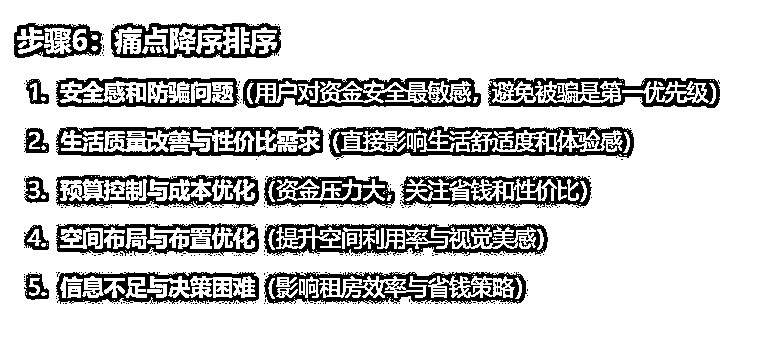 步骤6：痛点降序排序
1. 安全感和防骗问题（用户对资金安全最敏感，避免被骗是第一优先级）
2. 生活质量改善与性价比需求（直接影响生活舒适度和体验感）
3. 预算控制与成本优化（资金压力大，关注省钱和性价比）
4. 空间布局与布置优化（提升空间利用率与视觉美感）
5. 信息不足与决策困难（影响租房效率与省钱策略）